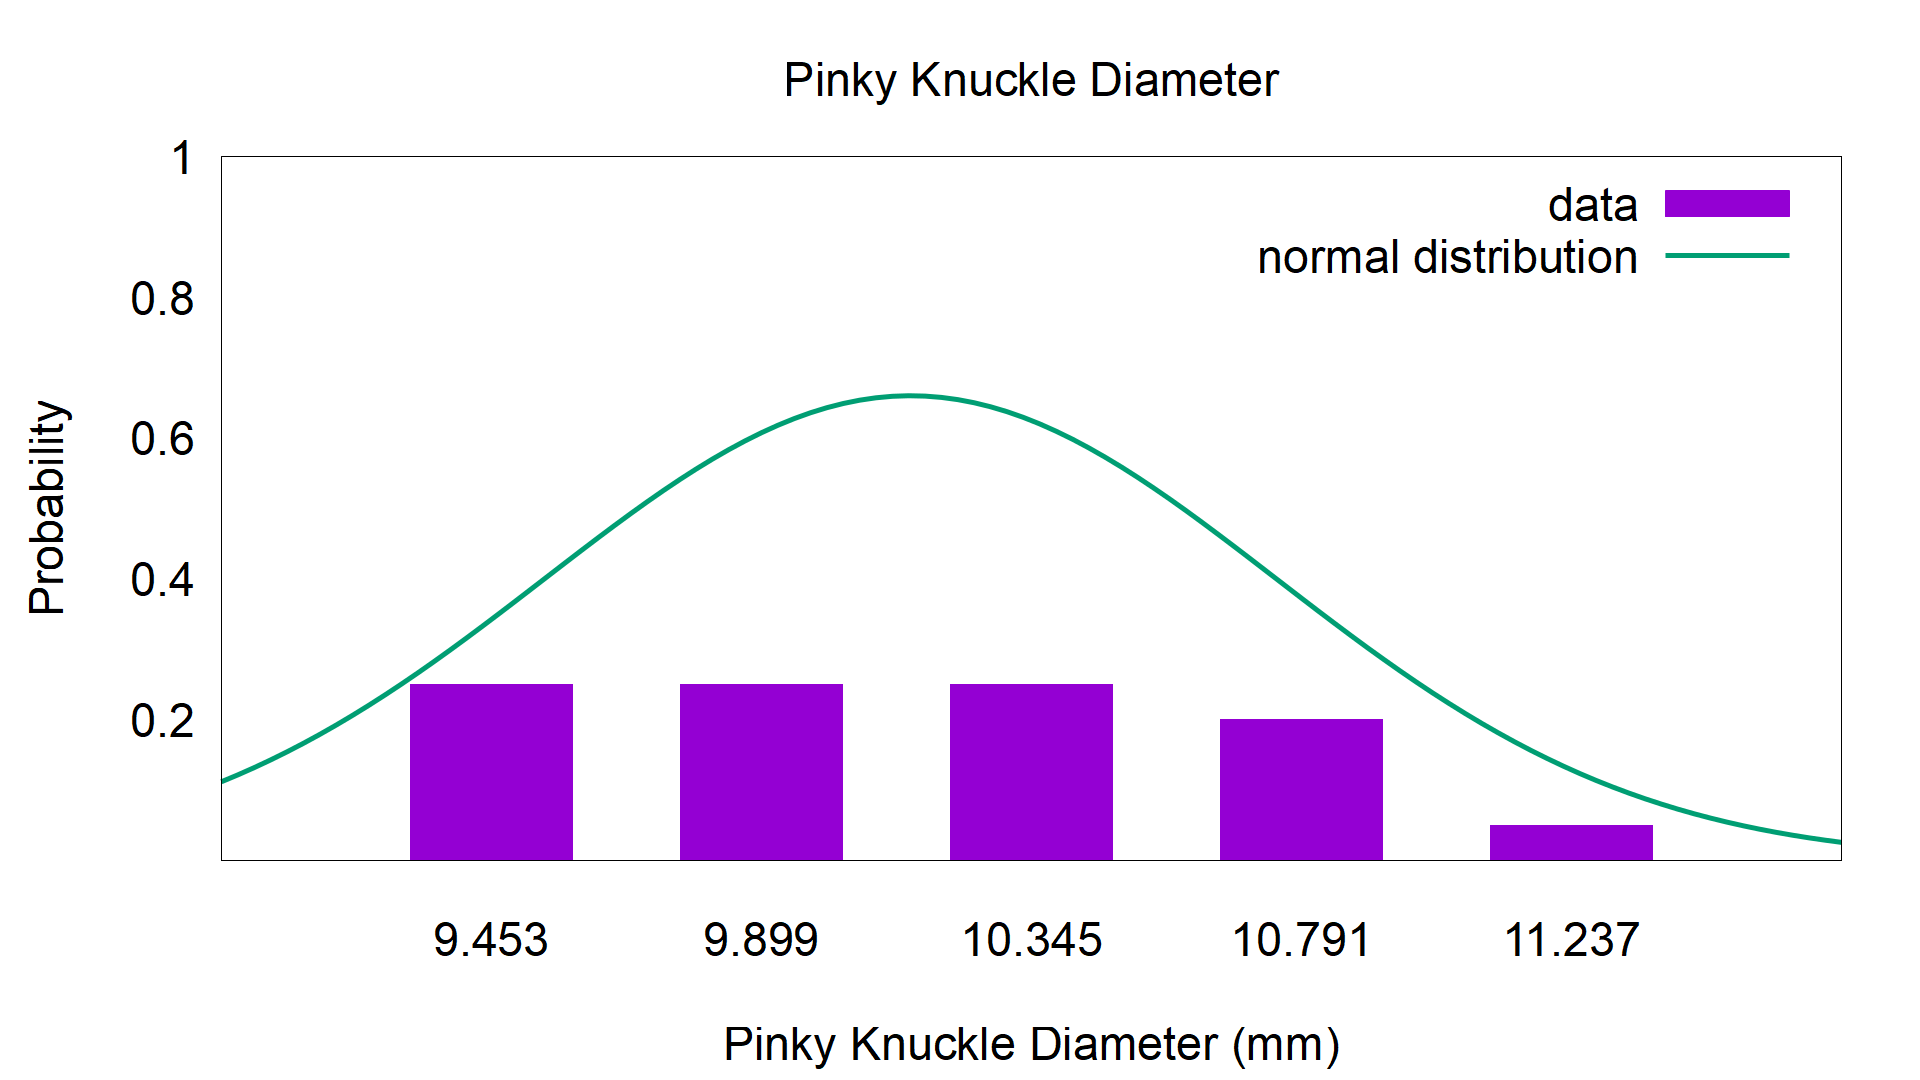 Pinky Knuckle Diameter
1
data
normal distribution
0.8
0.6
0.4
0.2
Probability
9.453 9.899 10.345 10.791 11.237
Pinky Knuckle Diameter (mm)